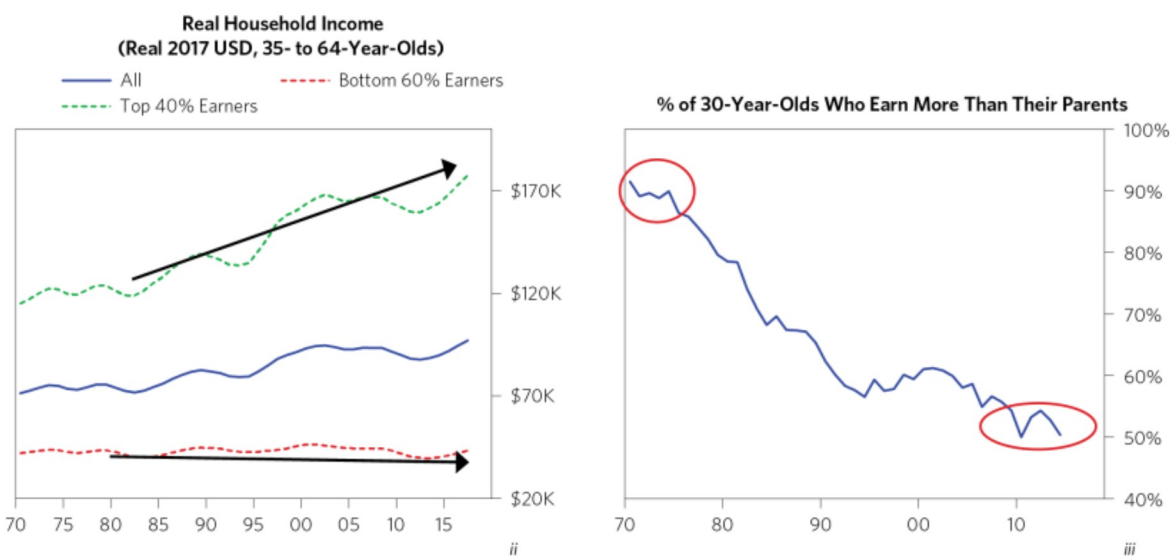 Real Household Income
(Real 2017 USD, 35- to 64-Year-Olds)
All
Bottom 60% Earners
Top 40% Earners
$170K
$120K
$70K
$20K
70 75 80 85 90 95 00 05 10 15
ii
% of 30-Year-Olds Who Earn More Than Their Parents
100%
90%
80%
70%
60%
50%
40%
70 80 90 00 10
iii